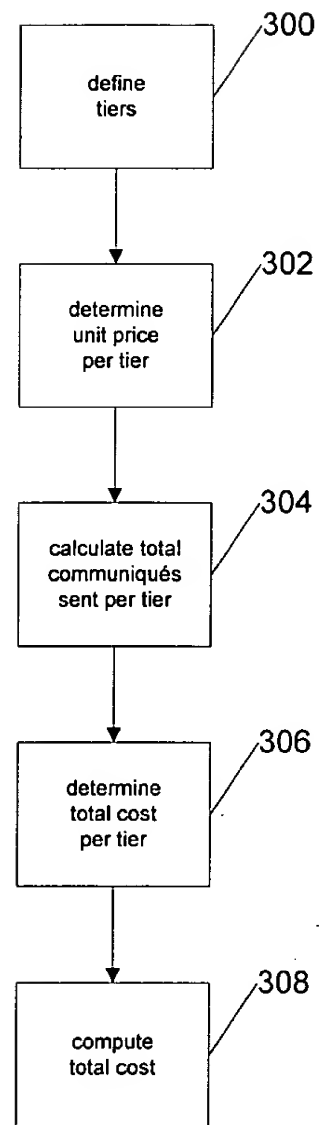 300
define
tiers
302
determine
unit price
per tier
304
calculate total
communiqués
sent per tier
306
determine
total cost
per tier
308
compute
total cost